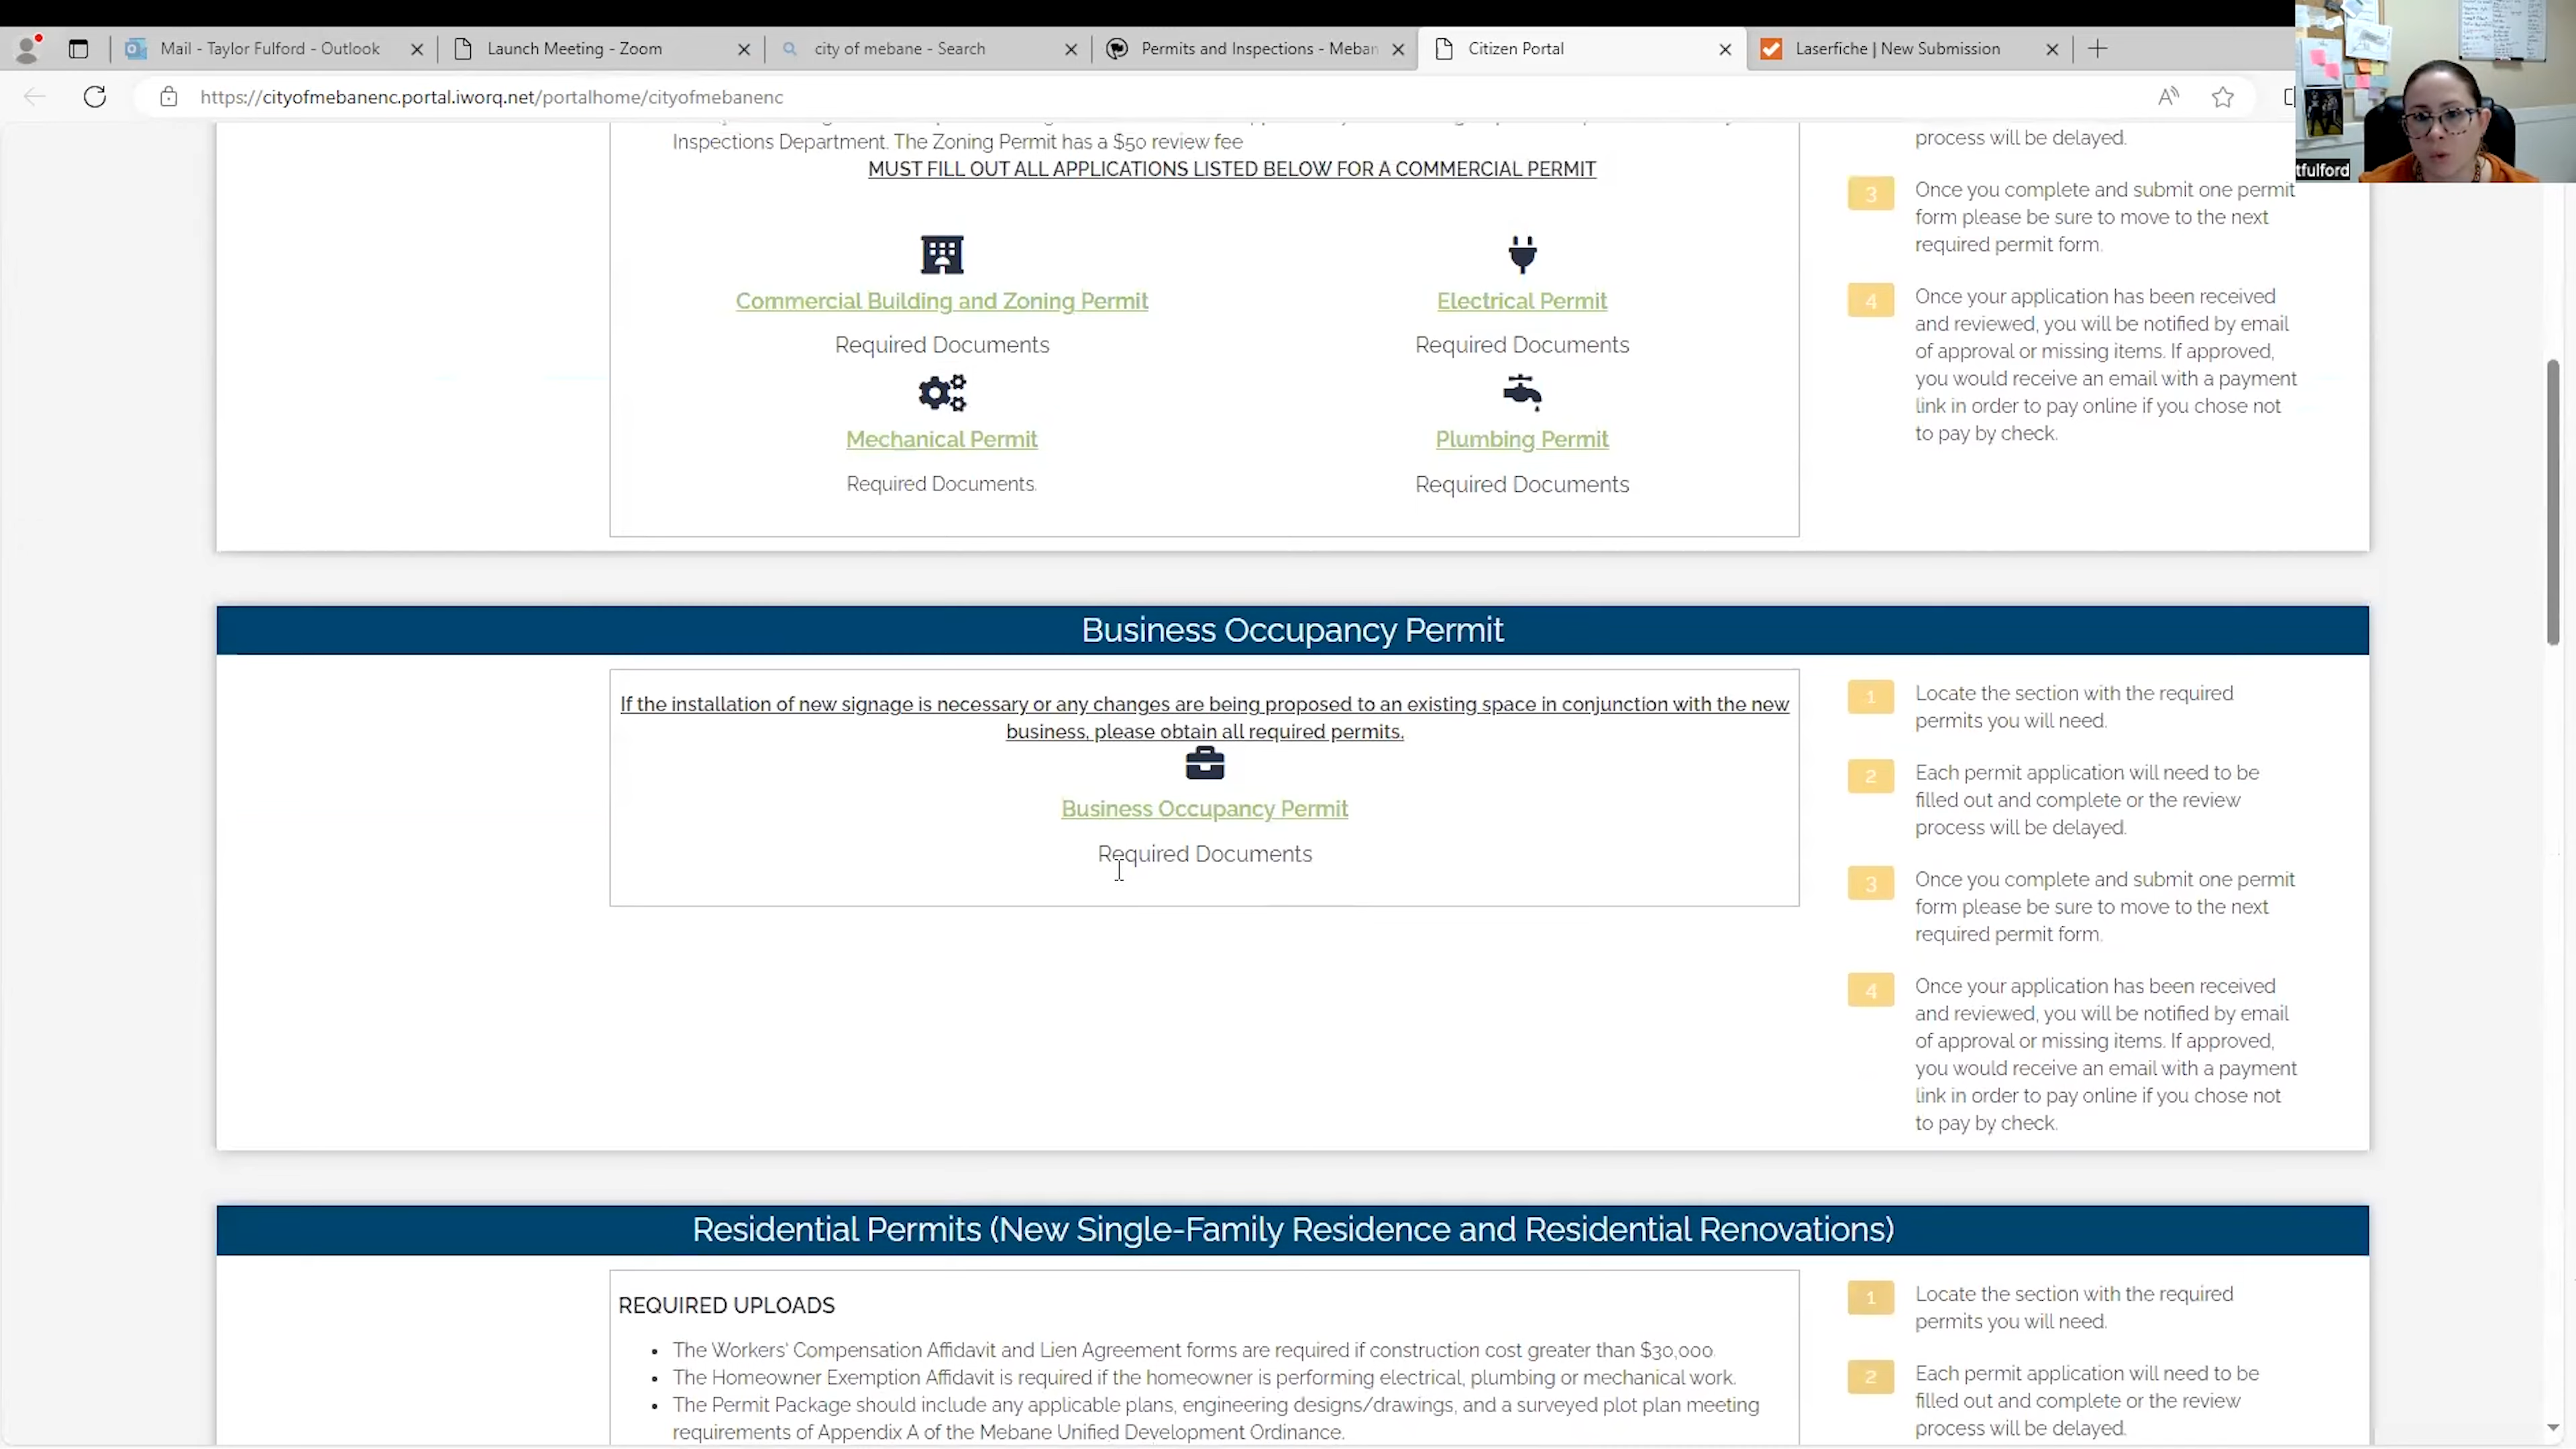 Mail - Taylor Fulford - Outlook
Launch Meeting - Zoom
city of mebane - Search
Permits and Inspections - Meban
Citizen Portal
Laserfiche | New Submission
https://cityofmebanenc.portal.iworq.net/portalhome/cityofmebanenc
tfulford
Inspections Department. The Zoning Permit has a $50 review fee
MUST FILL OUT ALL APPLICATIONS LISTED BELOW FOR A COMMERCIAL PERMIT
Commercial Building and Zoning Permit
Required Documents
Electrical Permit
Required Documents
Mechanical Permit
Required Documents.
Plumbing Permit
Required Documents
process will be delayed.
3
Once you complete and submit one permit
form please be sure to move to the next
required permit form.
4
Once your application has been received
and reviewed, you will be notified by email
of approval or missing items. If approved,
you would receive an email with a payment
link in order to pay online if you chose not
to pay by check.
Business Occupancy Permit
If the installation of new signage is necessary or any changes are being proposed to an existing space in conjunction with the new
business, please obtain all required permits.
Business Occupancy Permit
Required Documents
1
Locate the section with the required
permits you will need.
2
Each permit application will need to be
filled out and complete or the review
process will be delayed.
3
Once you complete and submit one permit
form please be sure to move to the next
required permit form.
4
Once your application has been received
and reviewed, you will be notified by email
of approval or missing items. If approved,
you would receive an email with a payment
link in order to pay online if you chose not
to pay by check.
Residential Permits (New Single-Family Residence and Residential Renovations)
REQUIRED UPLOADS
• The Workers' Compensation Affidavit and Lien Agreement forms are required if construction cost greater than $30,000.
• The Homeowner Exemption Affidavit is required if the homeowner is performing electrical, plumbing or mechanical work.
• The Permit Package should include any applicable plans, engineering designs/drawings, and a surveyed plot plan meeting
requirements of Appendix A of the Mebane Unified Development Ordinance.
1
Locate the section with the required
permits you will need.
2
Each permit application will need to be
filled out and complete or the review
process will be delayed.